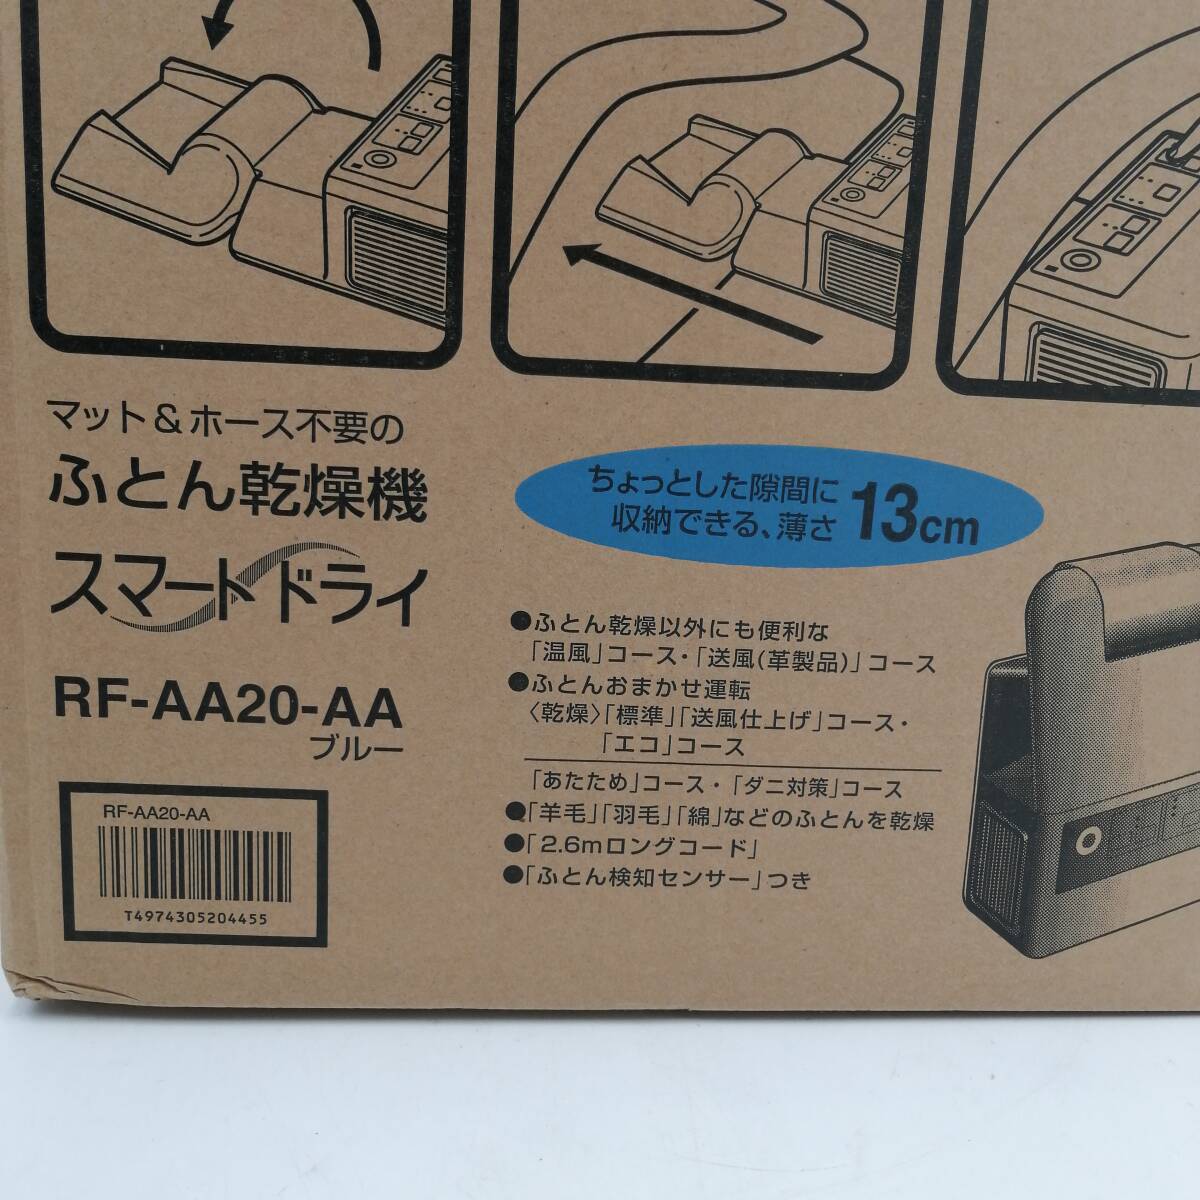 マット&ホース不要の
ふとん乾燥機
スマートドライ
RF-AA20-AA
ブルー
RF-AA20-AA
T4974305204455
ちょっとした隙間に
収納できる、薄さ 13cm
●ふとん乾燥以外にも便利な
「温風」コース・「送風(革製品)」コース
●ふとんおまかせ運転
〈乾燥〉「標準」「送風仕上げ」コース・
「エコ」コース
「あたため」コース・「ダニ対策」コース
●「羊毛」「羽毛」「綿」などのふとんを乾燥
●「2.6mロングコード」
●「ふとん検知センサー」つき